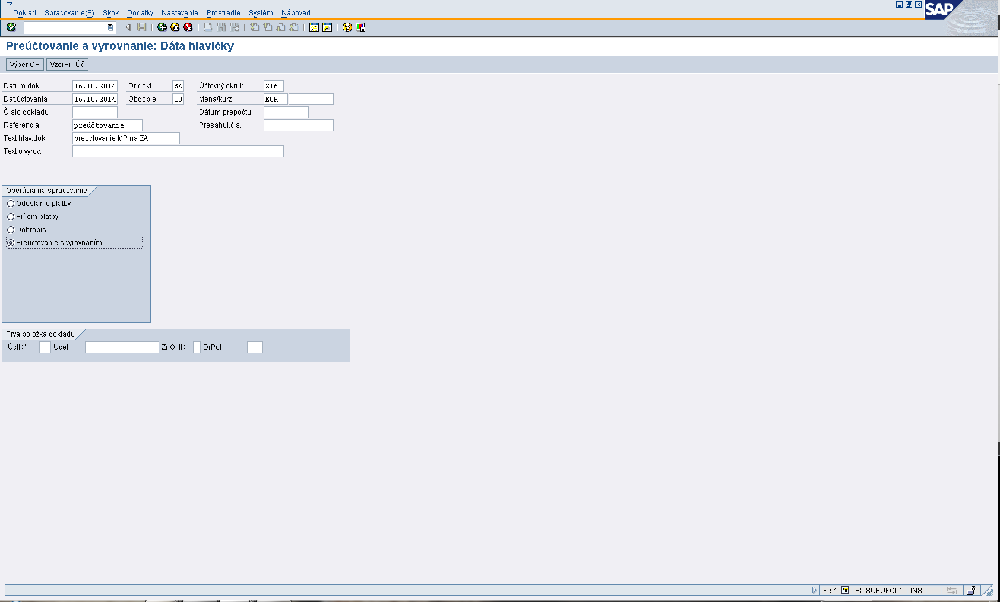 Doklad Spracovanie(B) Skok Dodatky Nastavenia Prostredie Systém Nápoveď
SAP
Preúčtovanie a vyrovnanie: Dáta hlavičky
Výber OP VzorPrirÚč
Dátum dokl. 16.10.2014 Dr.dokl. SA Účtovný okruh 2160
Dát.účtovania 16.10.2014 Obdobie 10 Mena/kurz EUR
Číslo dokladu Dátum prepočtu
Referencia preúčtovanie Presahuj.čís.
Text hlav.dokl. preúčtovanie MP na ZA
Text o vyrov.
Operácia na spracovanie
Odoslanie platby
Príjem platby
Dobropis
Preúčtovanie s vyrovnaním
Prvá položka dokladu
ÚčtKľ Účet ZnOHK DrPoh
F-51 SXISUFUFO01 INS